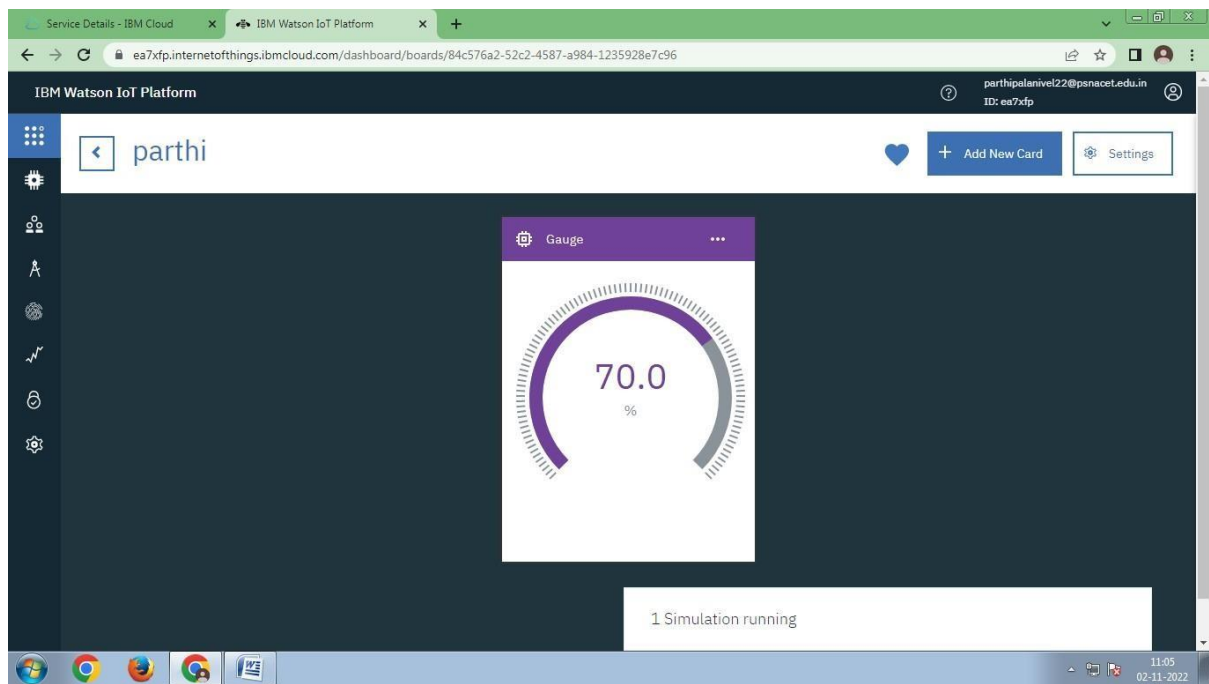 Service Details - IBM Cloud
IBM Watson IoT Platform
ea7xfp.internetofthings.ibmcloud.com/dashboard/boards/84c576a2-52c2-4587-a984-1235928e7c96
IBM Watson IoT Platform
parthipalanivel22@psnacet.edu.in
ID: ea7xfp
parthi
+ Add New Card
Settings
Gauge
70.0
%
1 Simulation running
11:05
02-11-2022